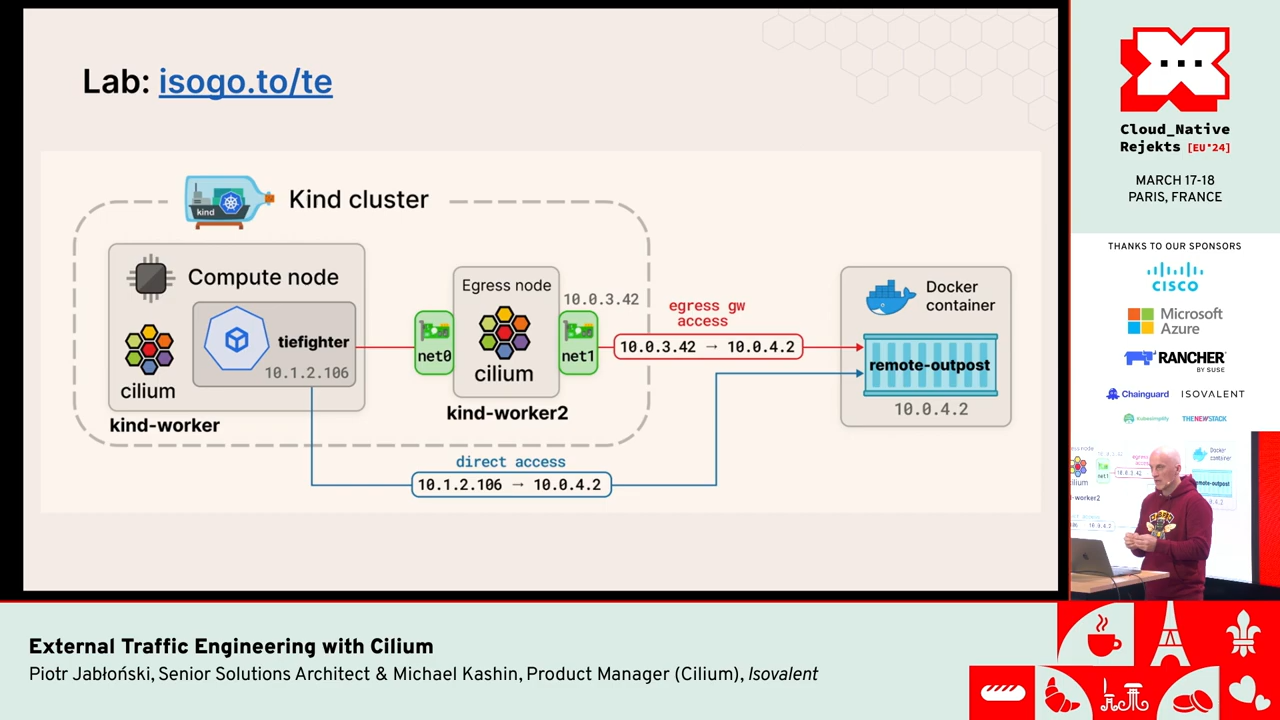 Lab: isogo.to/te
kind
Kind cluster
Compute node
tiefighter
10.1.2.106
cilium
kind-worker
Egress node
10.0.3.42
net0
cilium
net1
kind-worker2
egress gw
access
10.0.3.42 → 10.0.4.2
direct access
10.1.2.106 → 10.0.4.2
Docker
container
remote-outpost
10.0.4.2
Cloud_Native
Rejekts [EU'24]
MARCH 17-18
PARIS, FRANCE
THANKS TO OUR SPONSORS
CISCO
Microsoft
Azure
RANCHER
BY SUSE
Chainguard
ISOVALENT
kubesimplify
THENEWSTACK
External Traffic Engineering with Cilium
Piotr Jabłoński, Senior Solutions Architect & Michael Kashin, Product Manager (Cilium), Isovalent